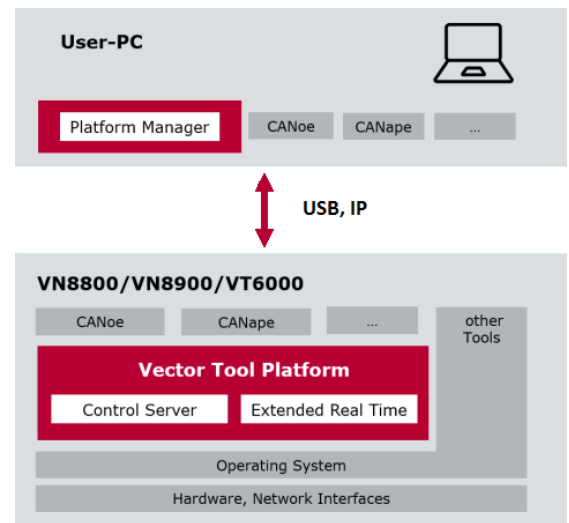 User-PC
Platform Manager
CANoe
CANape
...
USB, IP
VN8800/VN8900/VT6000
CANoe
CANape
...
other
Tools
Vector Tool Platform
Control Server
Extended Real Time
Operating System
Hardware, Network Interfaces